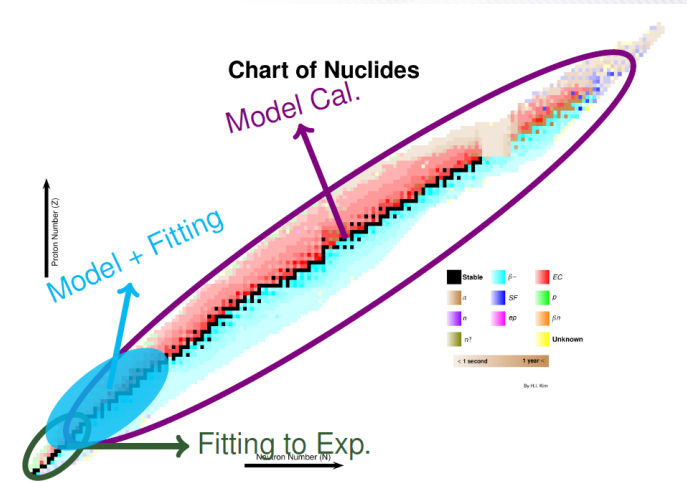 Chart of Nuclides
Model Cal.
Proton Number (Z)
Model + Fitting
Stable
β−
EC
α
SF
p
n
ep
βn
n?
Unknown
< 1 second
1 year <
By H.I. Kim
Fitting to Exp.
Neutron Number (N)